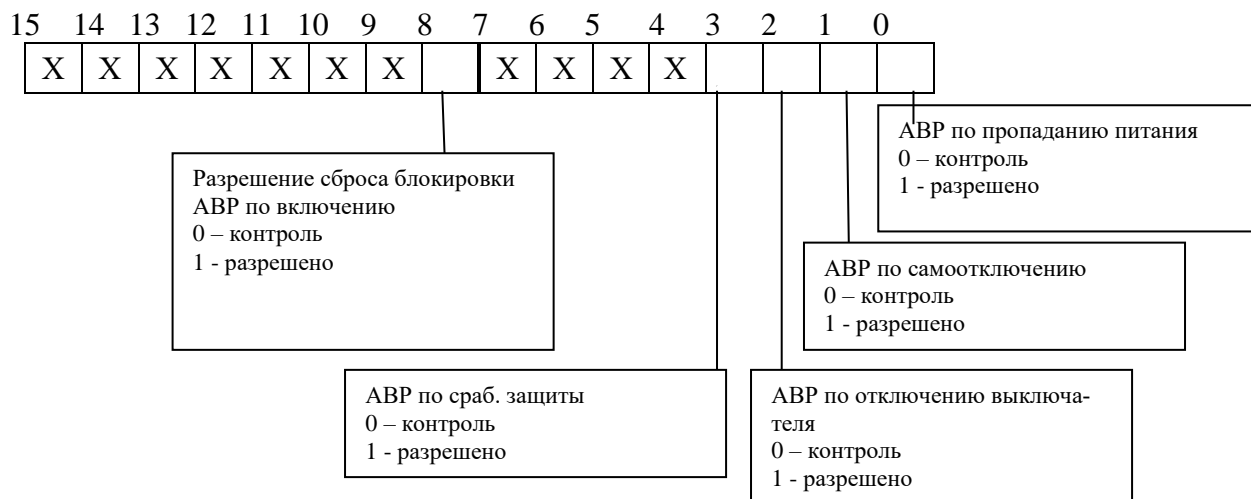 15 14 13 12 11 10 9 8 7 6 5 4 3 2 1 0
X X X X X X X X X X X
АВР по пропаданию питания
0 – контроль
1 - разрешено
Разрешение сброса блокировки
АВР по включению
0 – контроль
1 - разрешено
АВР по самоотключению
0 – контроль
1 - разрешено
АВР по сраб. защиты
0 – контроль
1 - разрешено
АВР по отключению выключа-
теля
0 – контроль
1 - разрешено